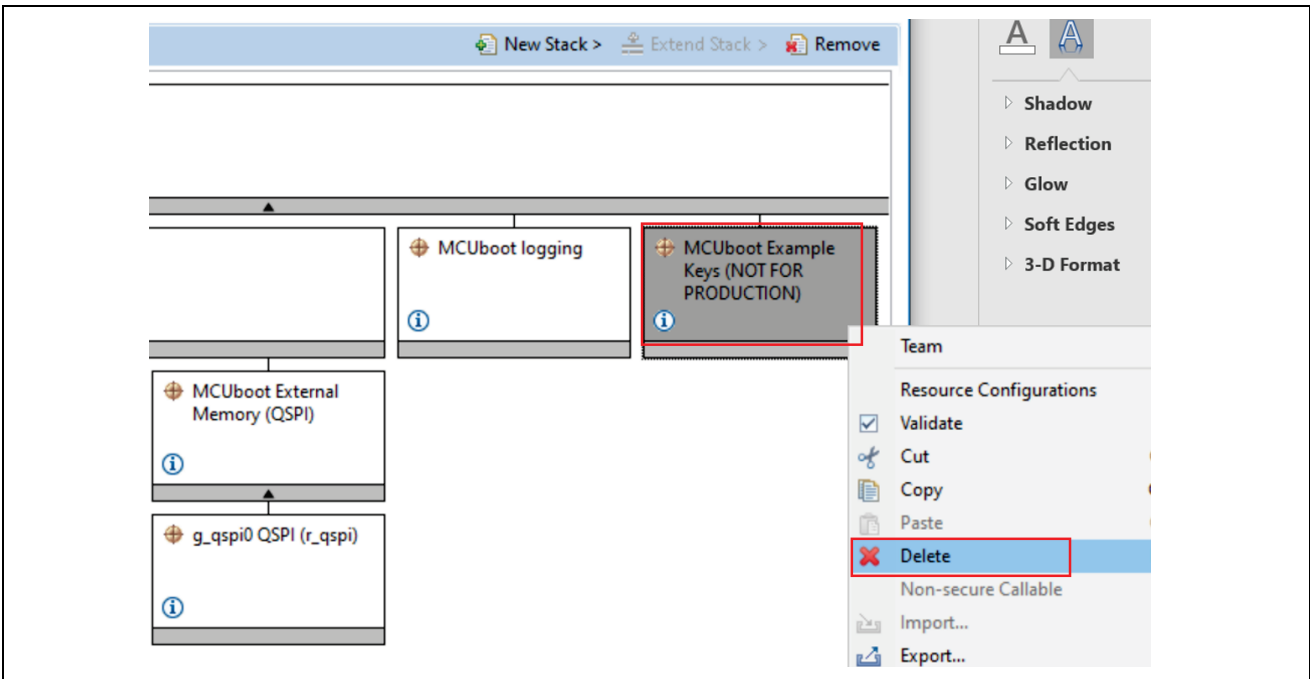 New Stack >
Extend Stack >
Remove
A
A
Shadow
Reflection
Glow
Soft Edges
3-D Format
MCUboot logging
MCUboot Example
Keys (NOT FOR
PRODUCTION)
MCUboot External
Memory (QSPI)
g_qspi0 QSPI (r_qspi)
Team
Resource Configurations
Validate
Cut
Copy
Paste
Delete
Non-secure Callable
Import...
Export...